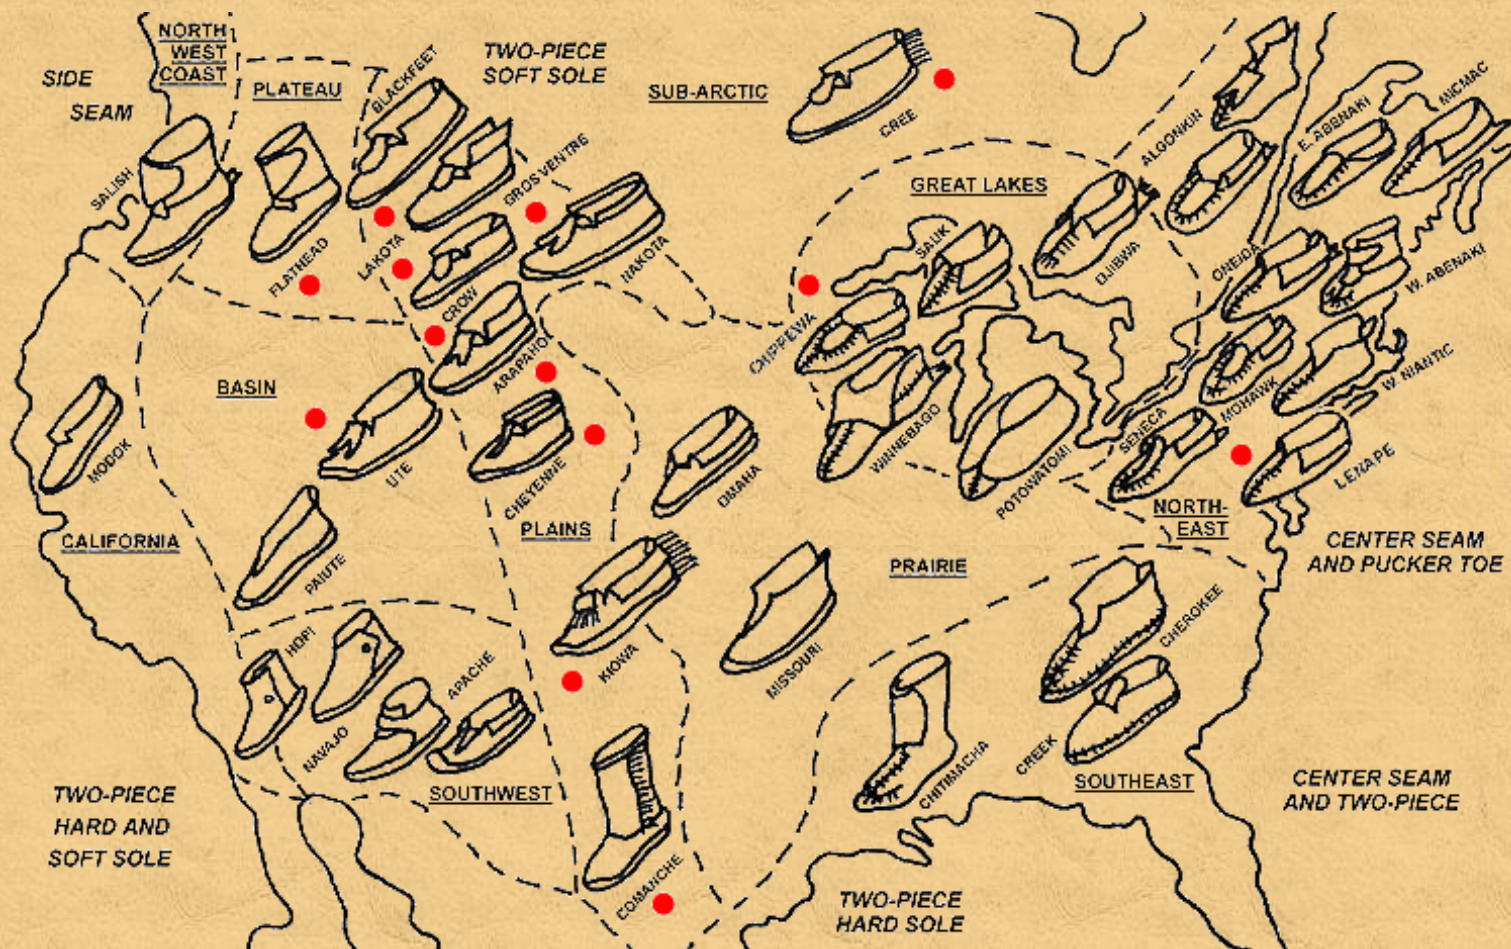 NORTH
WEST
COAST
SIDE
SEAM
PLATEAU
BLACKFEET
TWO-PIECE
SOFT SOLE
SUB-ARCTIC
CREE
ALGONKIN
E. ABENAKI
MICMAC
SALISH
FLATHEAD
LAKOTA
GROS VENTRE
NAKOTA
CROW
GREAT LAKES
SAUK
OJIBWA
ONEIDA
W. ABENAKI
CHIPPEWA
ARAPAHOE
BASIN
MODOK
UTE
CHEYENNE
OMAHA
WINNEBAGO
POTOWATOMI
SENECA
MOHAWK
W. NIANTIC
LENAPE
NORTH-
EAST
CENTER SEAM
AND PUCKER TOE
CALIFORNIA
PAIUTE
PLAINS
PRAIRIE
HOPI
NAVAJO
APACHE
KIOWA
MISSOURI
CHEROKEE
CREEK
CHITIMACHA
SOUTHEAST
SOUTHWEST
COMANCHE
TWO-PIECE
HARD AND
SOFT SOLE
TWO-PIECE
HARD SOLE
CENTER SEAM
AND TWO-PIECE